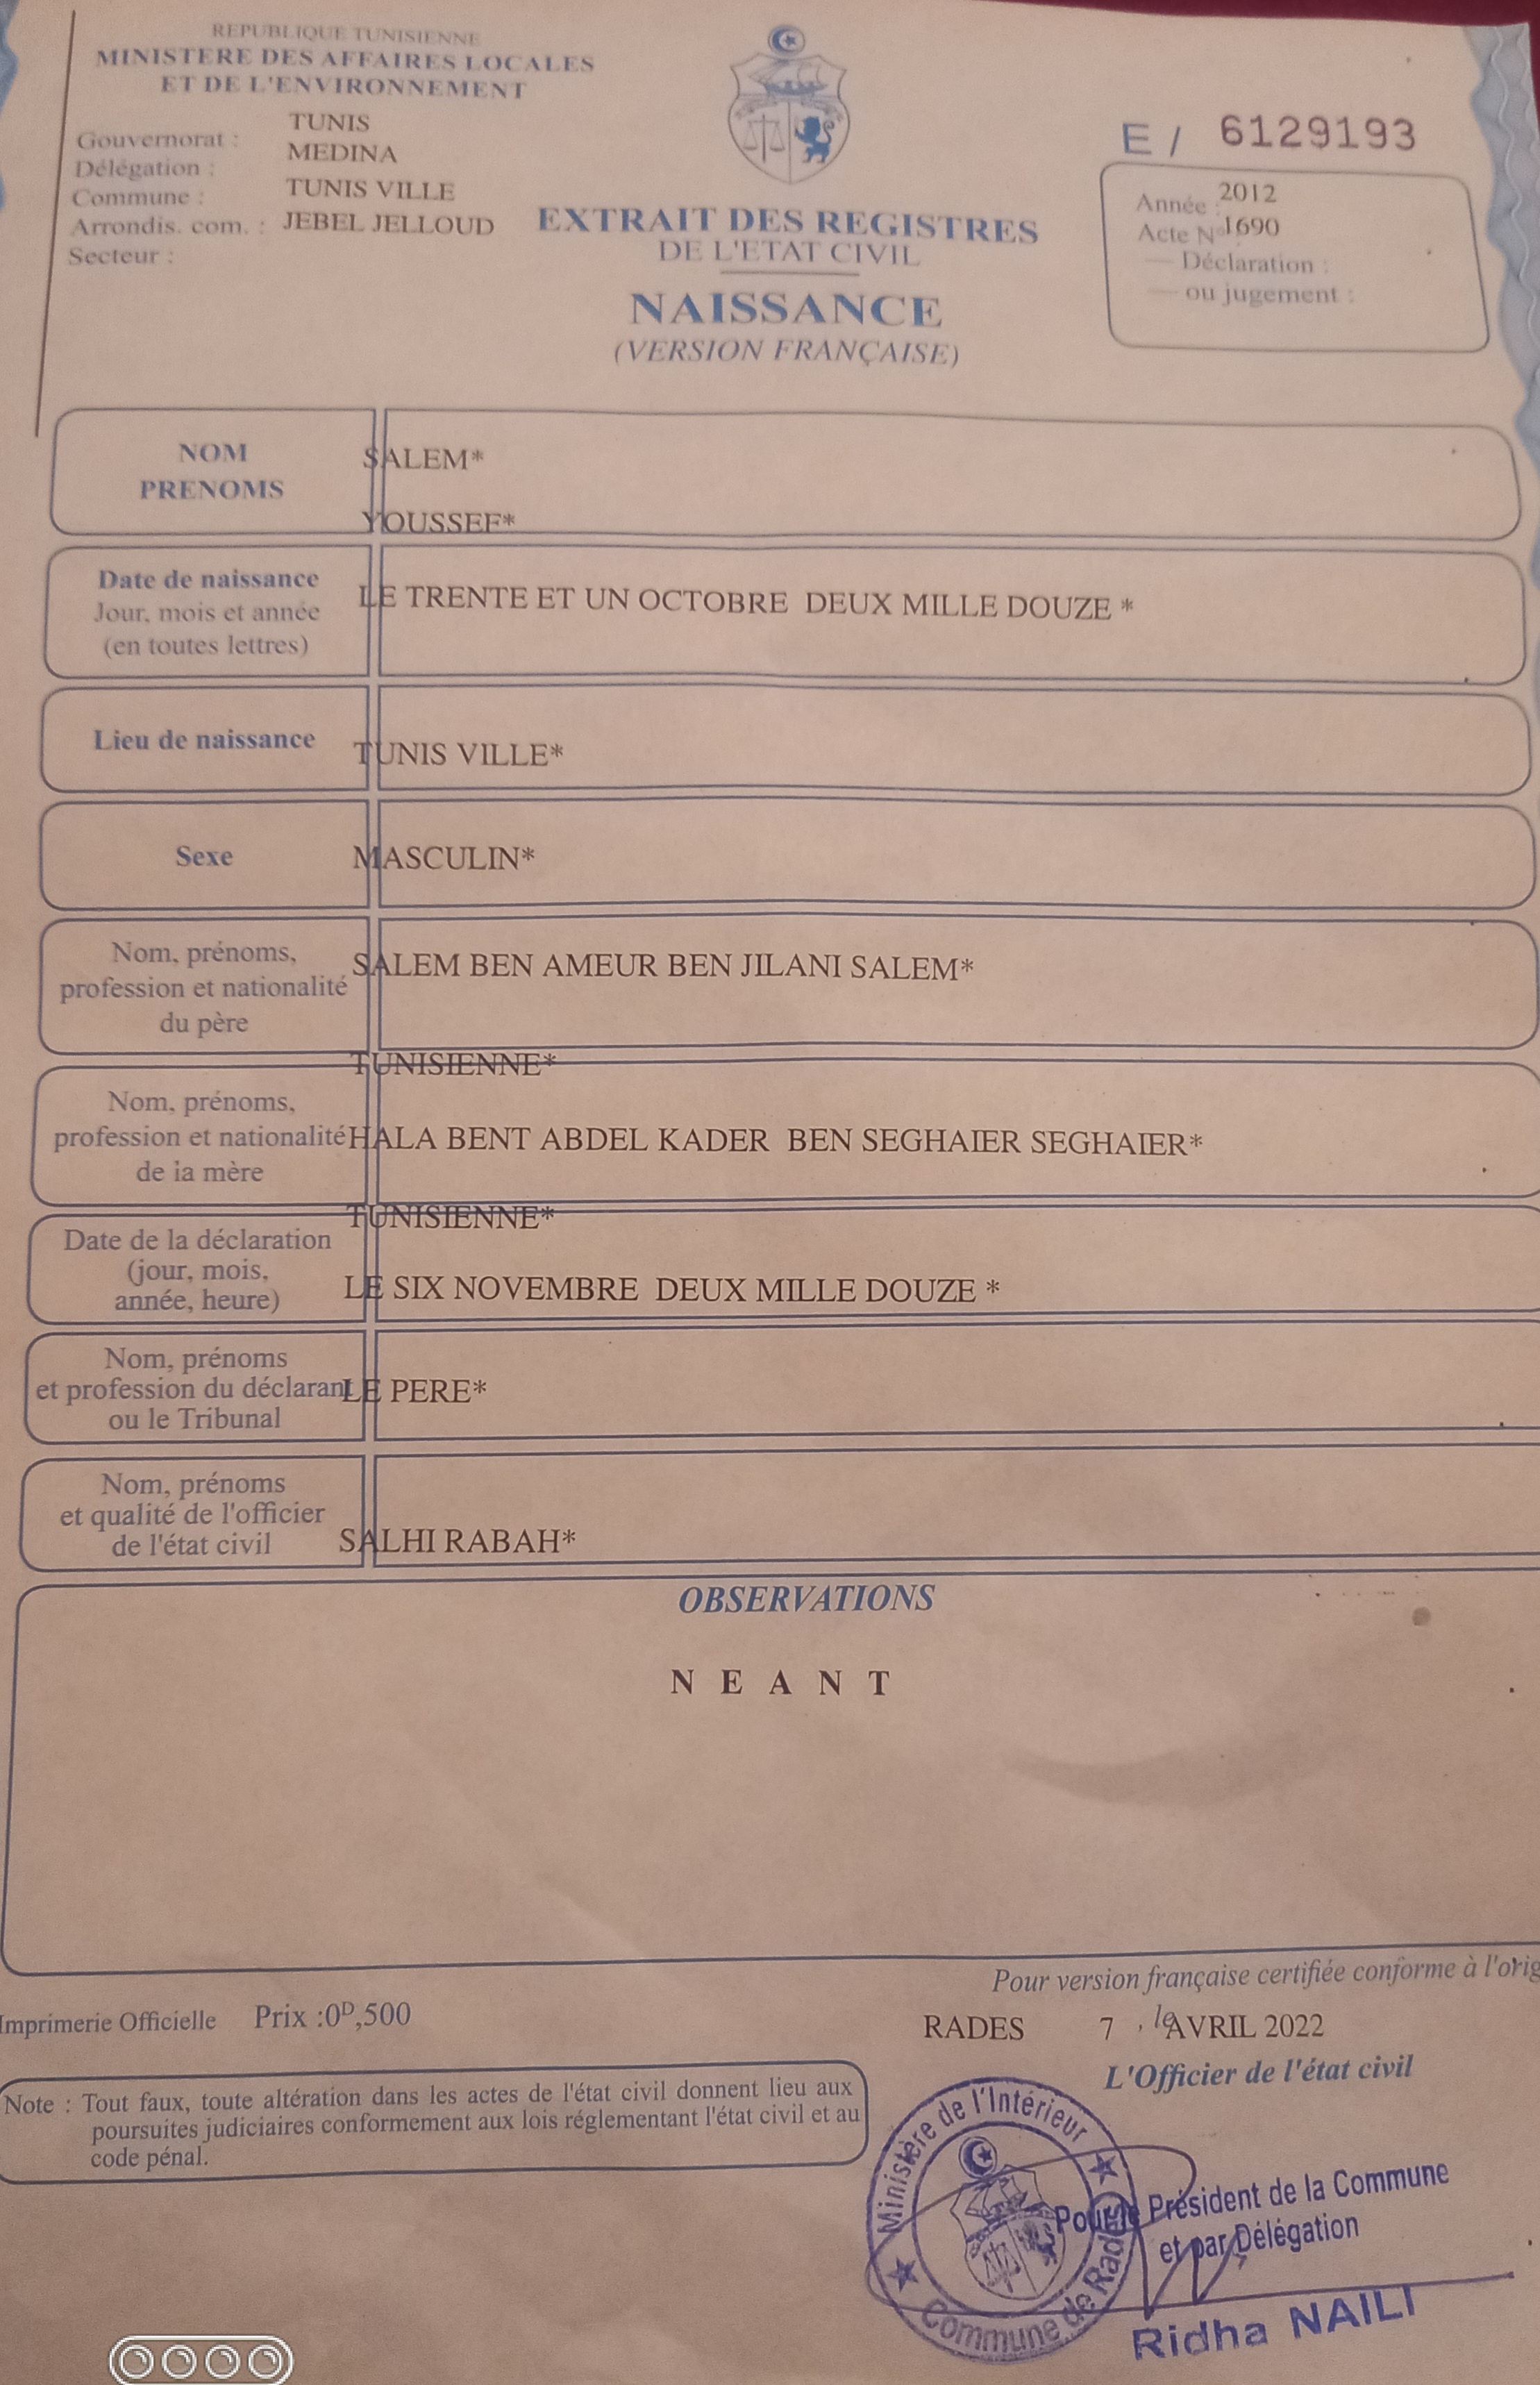 REPUBLIQUE TUNISIENNE
MINISTERE DES AFFAIRES LOCALES
ET DE L'ENVIRONNEMENT
Gouvernorat : TUNIS
Délégation : MEDINA
Commune : TUNIS VILLE
Arrondis. com. : JEBEL JELLOUD
Secteur :
EXTRAIT DES REGISTRES
DE L'ETAT CIVIL
NAISSANCE
(VERSION FRANÇAISE)
E / 6129193
Année : 2012
Acte N° 1690
— Déclaration :
— ou jugement :
NOM
PRENOMS
SALEM*
YOUSSEF*
Date de naissance
Jour, mois et année
(en toutes lettres)
LE TRENTE ET UN OCTOBRE DEUX MILLE DOUZE *
Lieu de naissance
TUNIS VILLE*
Sexe
MASCULIN*
Nom, prénoms,
profession et nationalité
du père
SALEM BEN AMEUR BEN JILANI SALEM*
TUNISIENNE*
Nom, prénoms,
profession et nationalité
de la mère
HALA BENT ABDEL KADER BEN SEGHAIER SEGHAIER*
TUNISIENNE*
Date de la déclaration
(jour, mois,
année, heure)
LE SIX NOVEMBRE DEUX MILLE DOUZE *
Nom, prénoms
et profession du déclarant
ou le Tribunal
LE PERE*
Nom, prénoms
et qualité de l'officier
de l'état civil
SALHI RABAH*
OBSERVATIONS
N E A N T
Pour version française certifiée conforme à l'orig
Imprimerie Officielle Prix :0D,500
RADES 7 , le AVRIL 2022
L'Officier de l'état civil
Note : Tout faux, toute altération dans les actes de l'état civil donnent lieu aux
poursuites judiciaires conformement aux lois réglementant l'état civil et au
code pénal.
Ministère de l'Intérieur
Commune de Rades
Pour le Président de la Commune
et par Délégation
Ridha NAILI